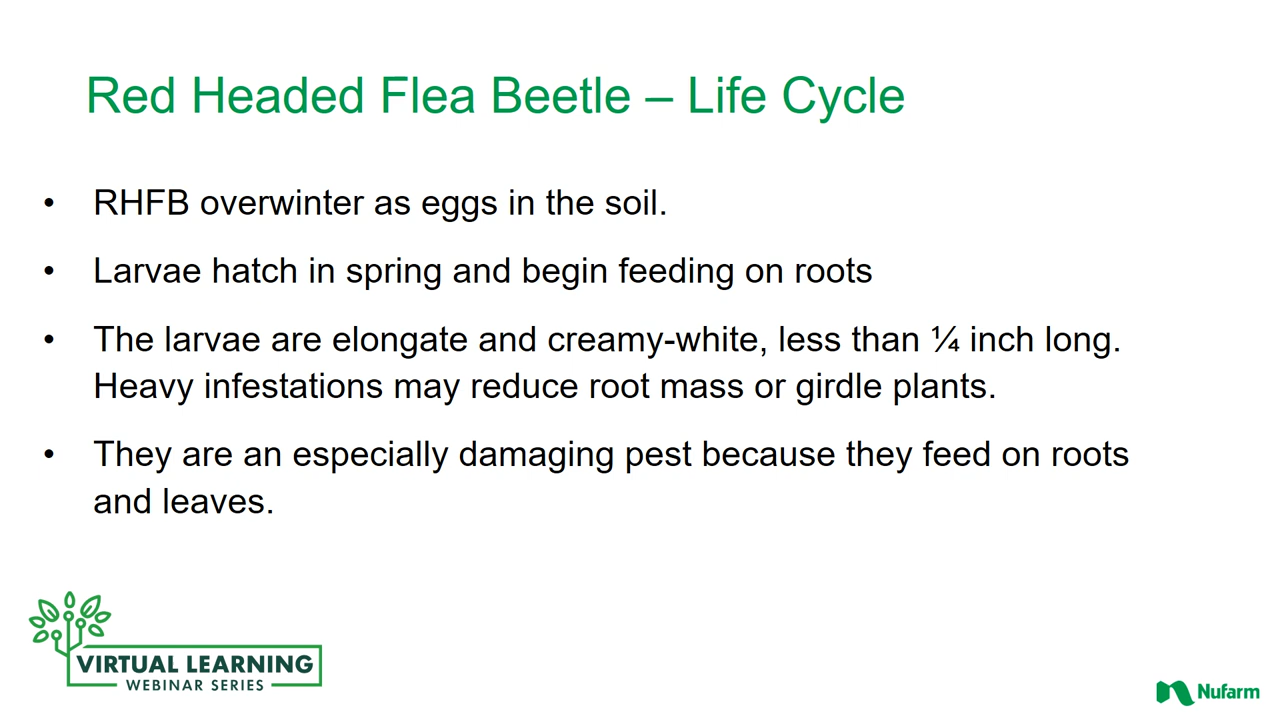 Red Headed Flea Beetle – Life Cycle
• RHFB overwinter as eggs in the soil.
• Larvae hatch in spring and begin feeding on roots
• The larvae are elongate and creamy-white, less than ¼ inch long.
Heavy infestations may reduce root mass or girdle plants.
• They are an especially damaging pest because they feed on roots
and leaves.
VIRTUAL LEARNING
WEBINAR SERIES
Nufarm